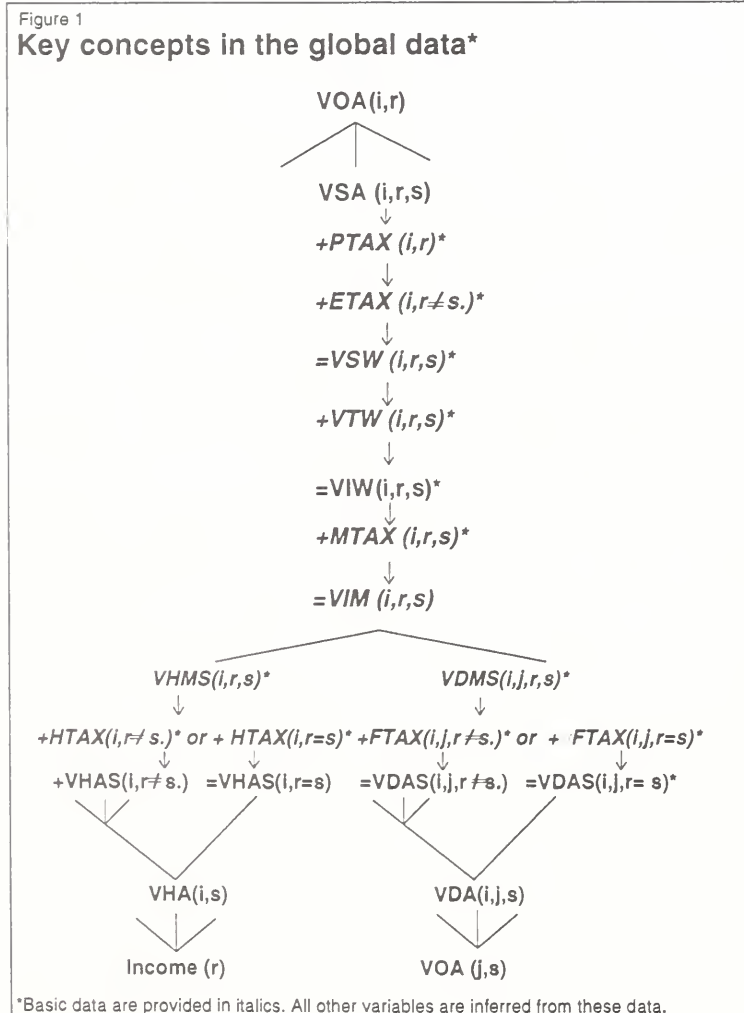 Figure 1
Key concepts in the global data*
VOA(i,r)
VSA (i,r,s)
+PTAX (i,r)*
+ETAX (i,r≠s.)*
=VSW (i,r,s)*
+VTW (i,r,s)*
=VIW(i,r,s)*
+MTAX (i,r,s)*
=VIM (i,r,s)
VHMS(i,r,s)* VDMS(i,j,r,s)*
+HTAX(i,r≠s.)* or + HTAX(i,r=s)* +FTAX(i,j,r≠s.)* or + FTAX(i,j,r=s)*
+VHAS(i,r≠s.) =VHAS(i,r=s) =VDAS(i,j,r≠s.) =VDAS(i,j,r= s)*
VHA(i,s) VDA(i,j,s)
Income (r) VOA (j,s)
*Basic data are provided in italics. All other variables are inferred from these data.